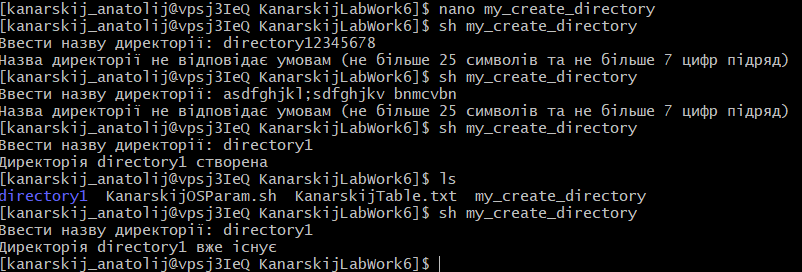 [kanarskij_anatolij@vpsj3IeQ KanarskijLabWork6]$ nano my_create_directory
[kanarskij_anatolij@vpsj3IeQ KanarskijLabWork6]$ sh my_create_directory
Ввести назву директорії: directory12345678
Назва директорії не відповідає умовам (не більше 25 символів та не більше 7 цифр підряд)
[kanarskij_anatolij@vpsj3IeQ KanarskijLabWork6]$ sh my_create_directory
Ввести назву директорії: asdfghjkl;sdfghjkv bnmcvbn
Назва директорії не відповідає умовам (не більше 25 символів та не більше 7 цифр підряд)
[kanarskij_anatolij@vpsj3IeQ KanarskijLabWork6]$ sh my_create_directory
Ввести назву директорії: directory1
Директорія directory1 створена
[kanarskij_anatolij@vpsj3IeQ KanarskijLabWork6]$ ls
directory1  KanarskijOSParam.sh  KanarskijTable.txt  my_create_directory
[kanarskij_anatolij@vpsj3IeQ KanarskijLabWork6]$ sh my_create_directory
Ввести назву директорії: directory1
Директорія directory1 вже існує
[kanarskij_anatolij@vpsj3IeQ KanarskijLabWork6]$